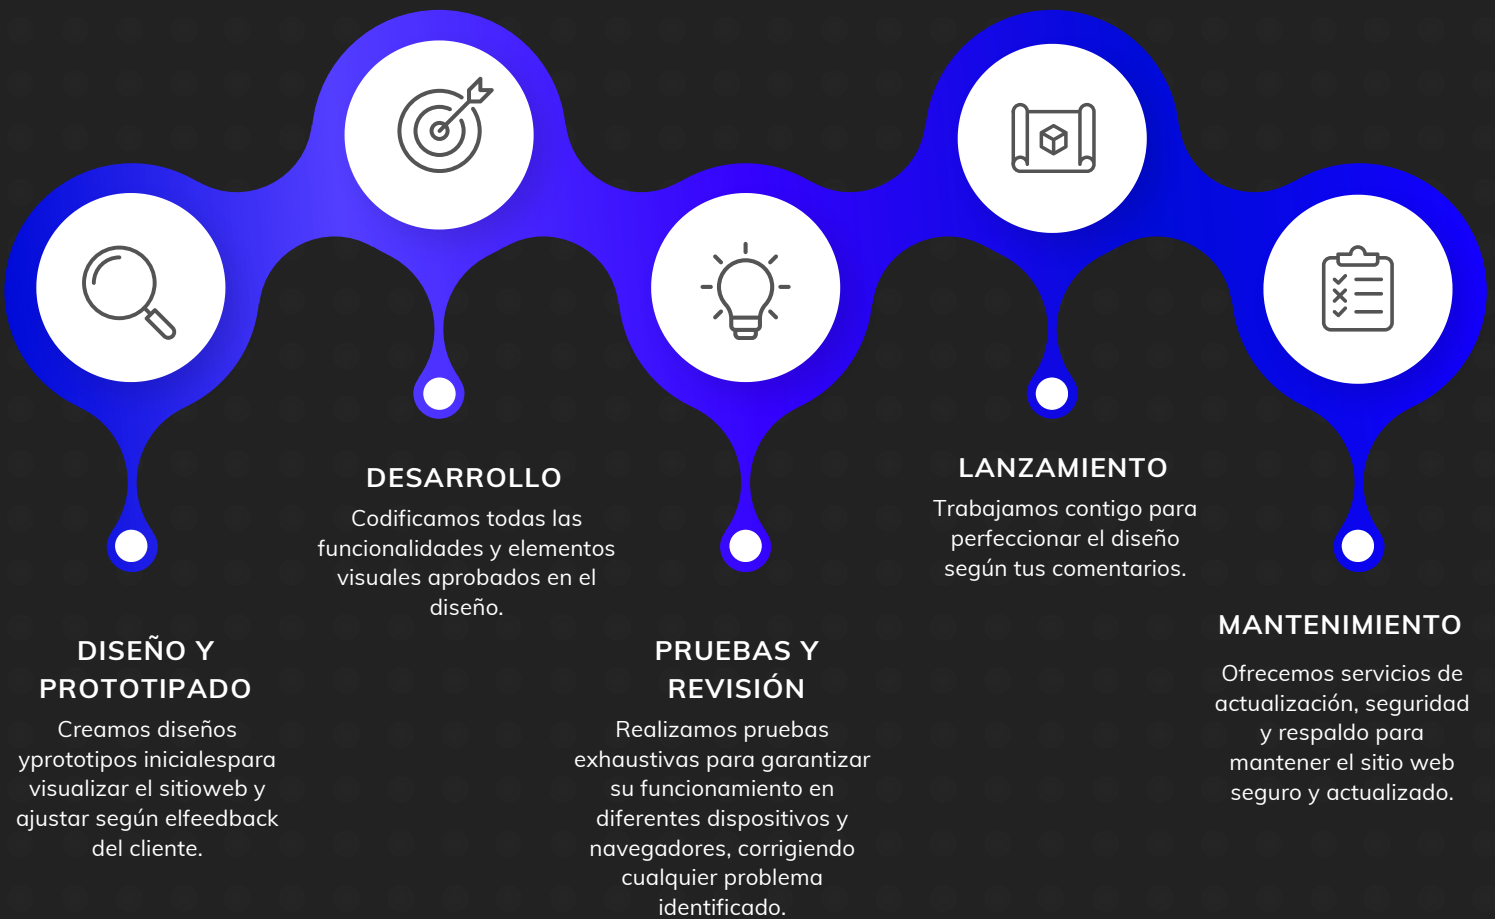 DISEÑO Y
PROTOTIPADO
Creamos diseños
yprototipos inicialespara
visualizar el sitioweb y
ajustar según elfeedback
del cliente.
DESARROLLO
Codificamos todas las
funcionalidades y elementos
visuales aprobados en el
diseño.
PRUEBAS Y
REVISIÓN
Realizamos pruebas
exhaustivas para garantizar
su funcionamiento en
diferentes dispositivos y
navegadores, corrigiendo
cualquier problema
identificado.
LANZAMIENTO
Trabajamos contigo para
perfeccionar el diseño
según tus comentarios.
MANTENIMIENTO
Ofrecemos servicios de
actualización, seguridad
y respaldo para
mantener el sitio web
seguro y actualizado.